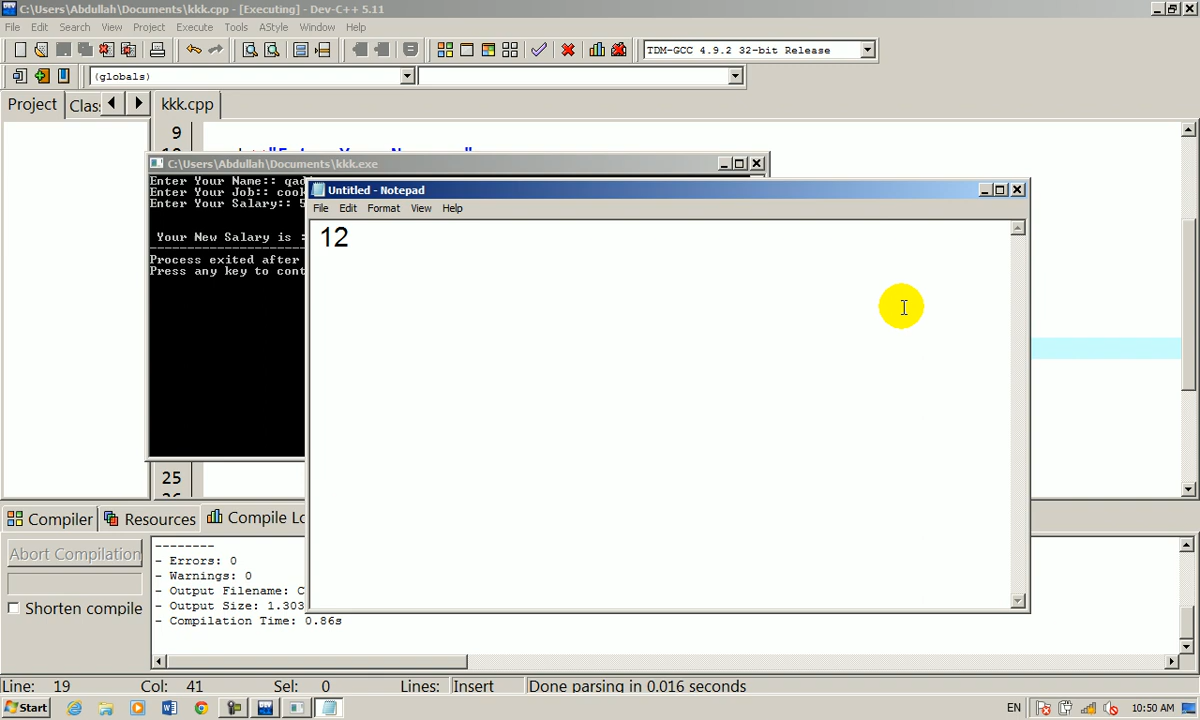 C:\Users\Abdullah\Documents\kkk.cpp - [Executing] - Dev-C++ 5.11
File Edit Search View Project Execute Tools AStyle Window Help
TDM-GCC 4.9.2 32-bit Release
(globals)
Project Clas kkk.cpp
9
C:\Users\Abdullah\Documents\kkk.exe
Enter Your Name::
Enter Your Job:: cook
Enter Your Salary:: 5
Your New Salary is :
Process exited after
Press any key to cont
Untitled - Notepad
File Edit Format View Help
12
25
Compiler Resources Compile Lo
Abort Compilation
Shorten compile
--------
- Errors: 0
- Warnings: 0
- Output Filename: C
- Output Size: 1.303
- Compilation Time: 0.86s
Line: 19 Col: 41 Sel: 0 Lines: Insert Done parsing in 0.016 seconds
Start EN 10:50 AM